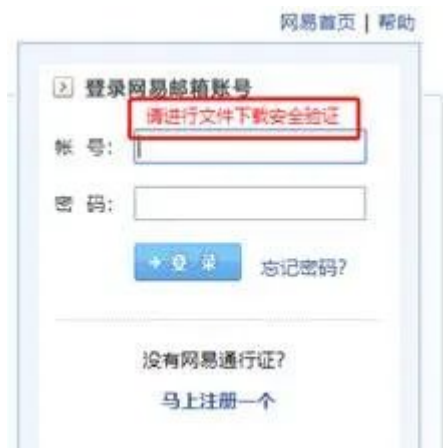 网易首页 | 帮助
登录网易邮箱账号
请进行文件下载安全验证
帐 号:
密 码:
登 录
忘记密码?
没有网易通行证?
马上注册一个